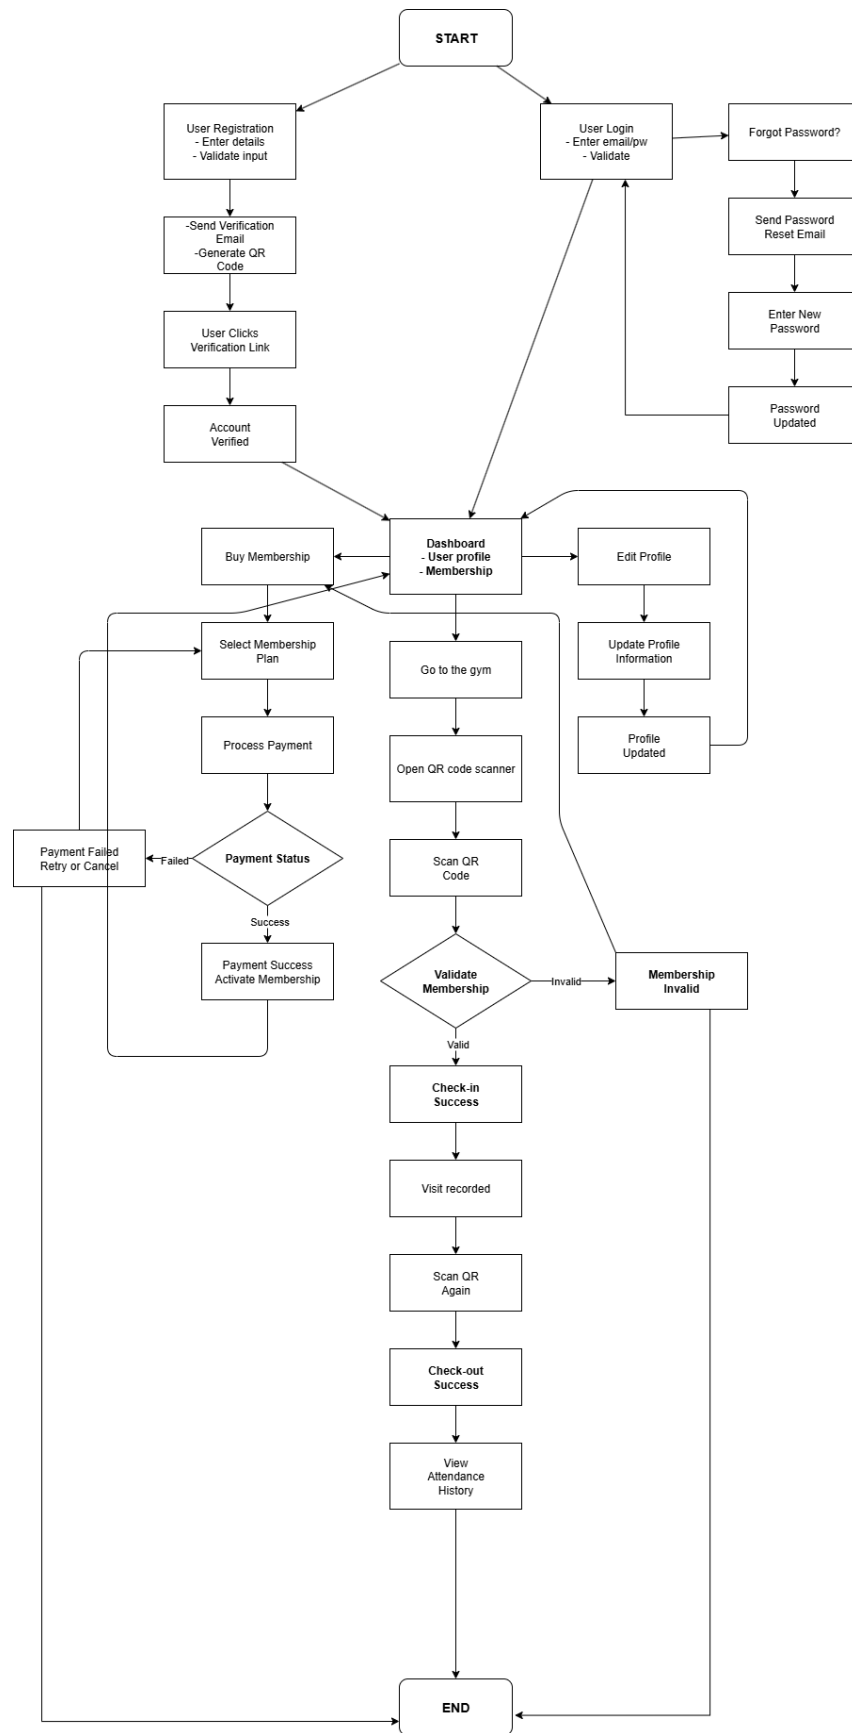 START
User Registration
- Enter details
- Validate input
User Login
- Enter email/pw
- Validate
Forgot Password?
-Send Verification
Email
-Generate QR
Code
Send Password
Reset Email
User Clicks
Verification Link
Enter New
Password
Account
Verified
Password
Updated
Buy Membership
Dashboard
- User profile
- Membership
Edit Profile
Select Membership
Plan
Go to the gym
Update Profile
Information
Process Payment
Open QR code scanner
Profile
Updated
Payment Failed
Retry or Cancel
Failed
Payment Status
Scan QR
Code
Success
Payment Success
Activate Membership
Validate
Membership
Invalid
Membership
Invalid
Valid
Check-in
Success
Visit recorded
Scan QR
Again
Check-out
Success
View
Attendance
History
END